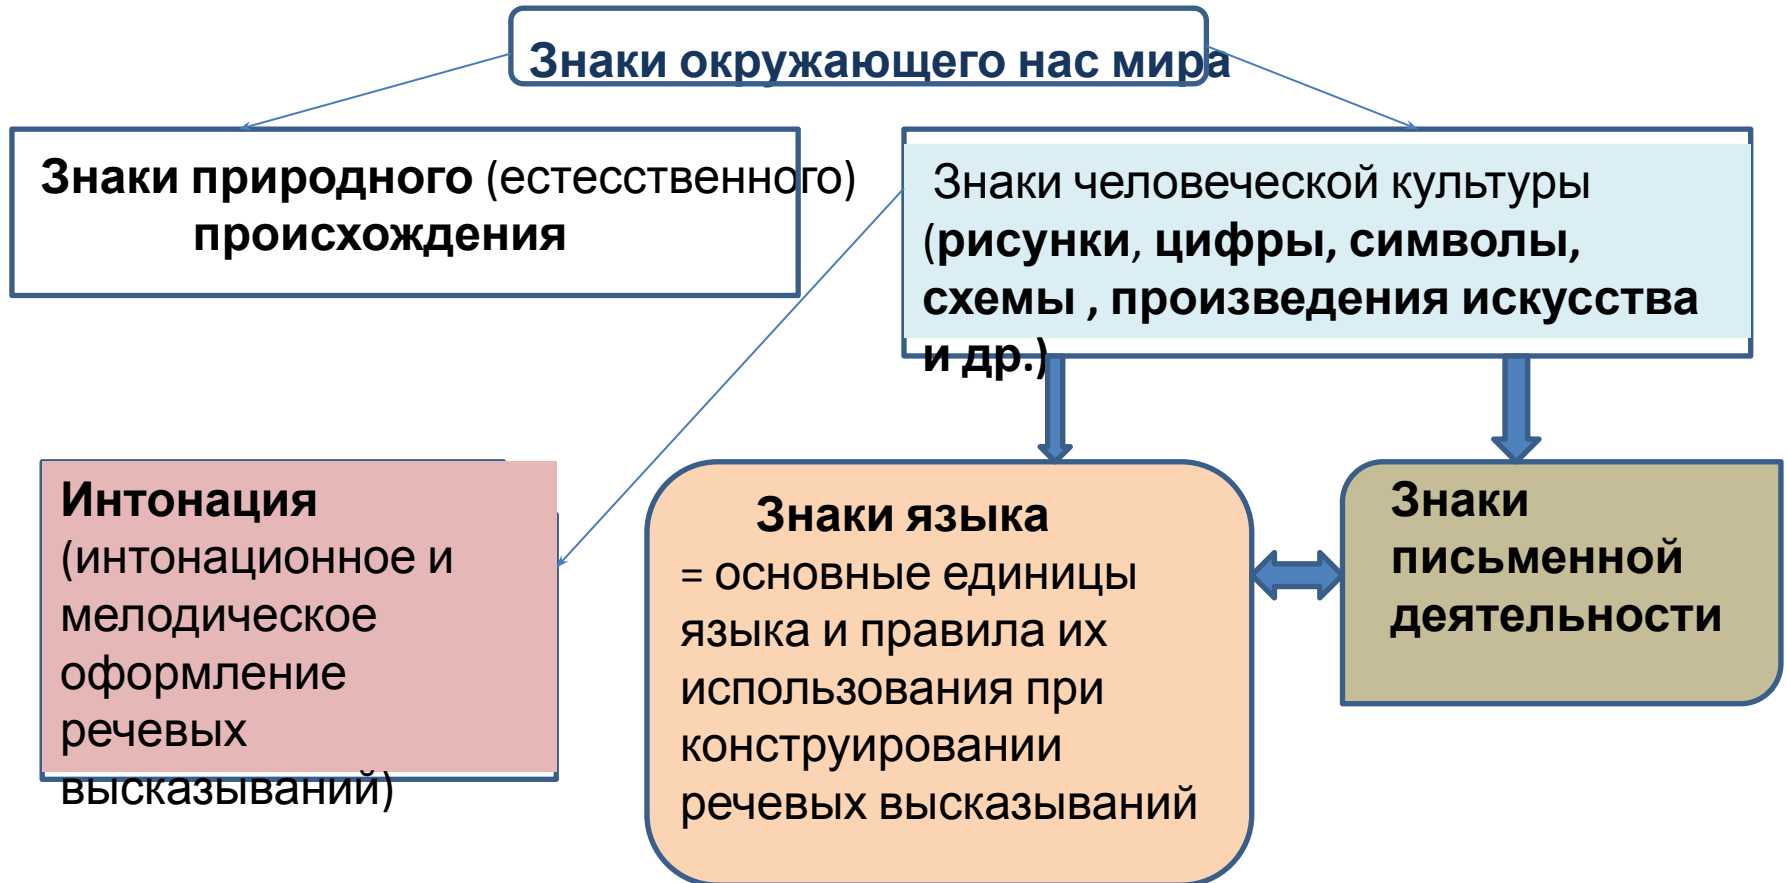 Знаки окружающего нас мира
Знаки природного (естесственного)
происхождения
Знаки человеческой культуры
(рисунки, цифры, символы,
схемы , произведения искусства
и др.)
Интонация
(интонационное и
мелодическое
оформление
речевых
высказываний)
Знаки языка
= основные единицы
языка и правила их
использования при
конструировании
речевых высказываний
Знаки
письменной
деятельности